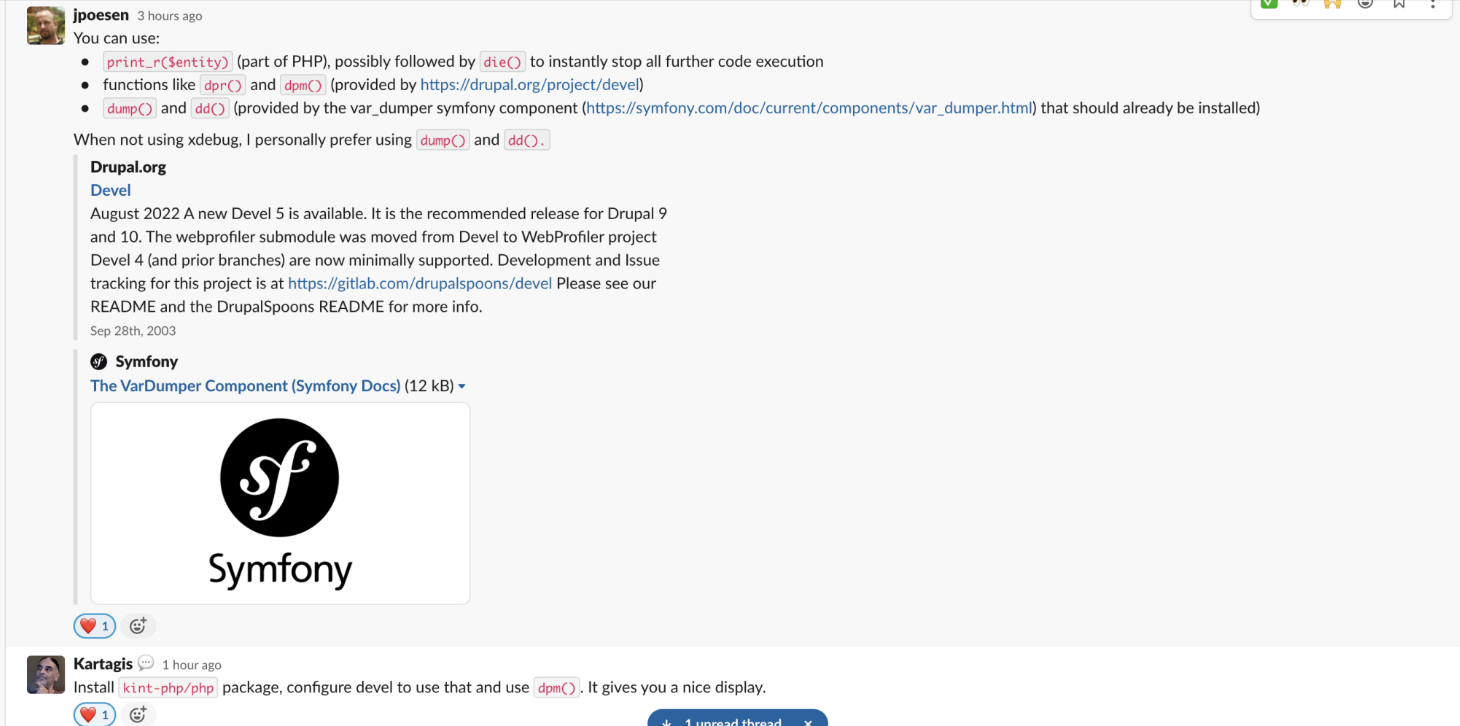 jpoesen 3 hours ago
You can use:
● print_r($entity) (part of PHP), possibly followed by die() to instantly stop all further code execution
● functions like dpr() and dpm() (provided by https://drupal.org/project/devel)
● dump() and dd() (provided by the var_dumper symfony component (https://symfony.com/doc/current/components/var_dumper.html) that should already be installed)
When not using xdebug, I personally prefer using dump() and dd().
Drupal.org
Devel
August 2022 A new Devel 5 is available. It is the recommended release for Drupal 9
and 10. The webprofiler submodule was moved from Devel to WebProfiler project
Devel 4 (and prior branches) are now minimally supported. Development and Issue
tracking for this project is at https://gitlab.com/drupalspoons/devel Please see our
README and the DrupalSpoons README for more info.
Sep 28th, 2003
sf Symfony
The VarDumper Component (Symfony Docs) (12 kB)
sf
Symfony
1
Kartagis 1 hour ago
Install kint-php/php package, configure devel to use that and use dpm(). It gives you a nice display.
1
1 unread thread